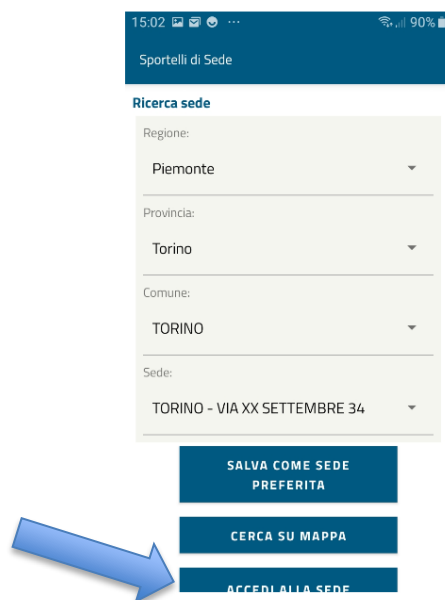 15:02 ... 90%
Sportelli di Sede
Ricerca sede
Regione:
Piemonte
Provincia:
Torino
Comune:
TORINO
Sede:
TORINO - VIA XX SETTEMBRE 34
SALVA COME SEDE
PREFERITA
CERCA SU MAPPA
ACCEDI ALLA SEDE